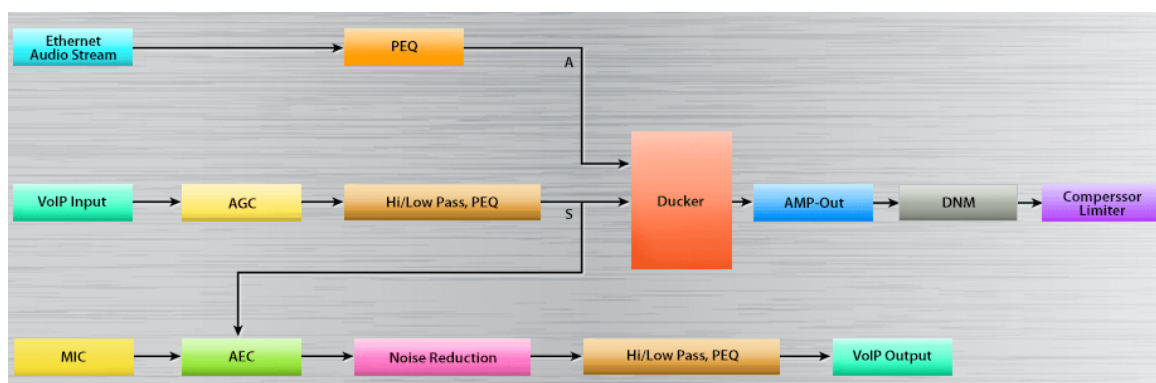 Ethernet
Audio Stream
PEQ
A
VoIP Input
AGC
Hi/Low Pass, PEQ
S
Ducker
AMP-Out
DNM
Comperssor
Limiter
MIC
AEC
Noise Reduction
Hi/Low Pass, PEQ
VoIP Output